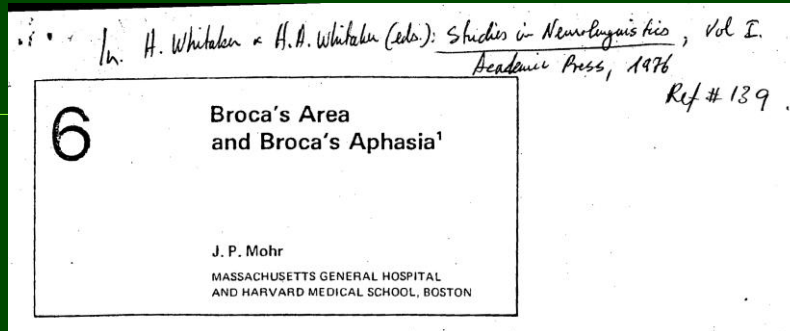 In. H. Whitaker & H.A. Whitaker (eds.): Studies in Neurolinguistics, Vol I.
Academic Press, 1976
Ref # 139.
6
Broca's Area
and Broca's Aphasia¹
J. P. Mohr
MASSACHUSETTS GENERAL HOSPITAL
AND HARVARD MEDICAL SCHOOL, BOSTON